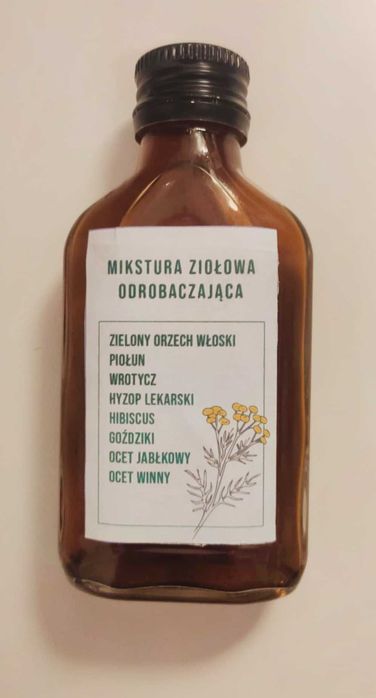 MIKSTURA ZIOŁOWA
ODROBACZAJĄCA
ZIELONY ORZECH WŁOSKI
PIOŁUN
WROTYCZ
HYZOP LEKARSKI
HIBISCUS
GOŹDZIKI
OCET JABŁKOWY
OCET WINNY